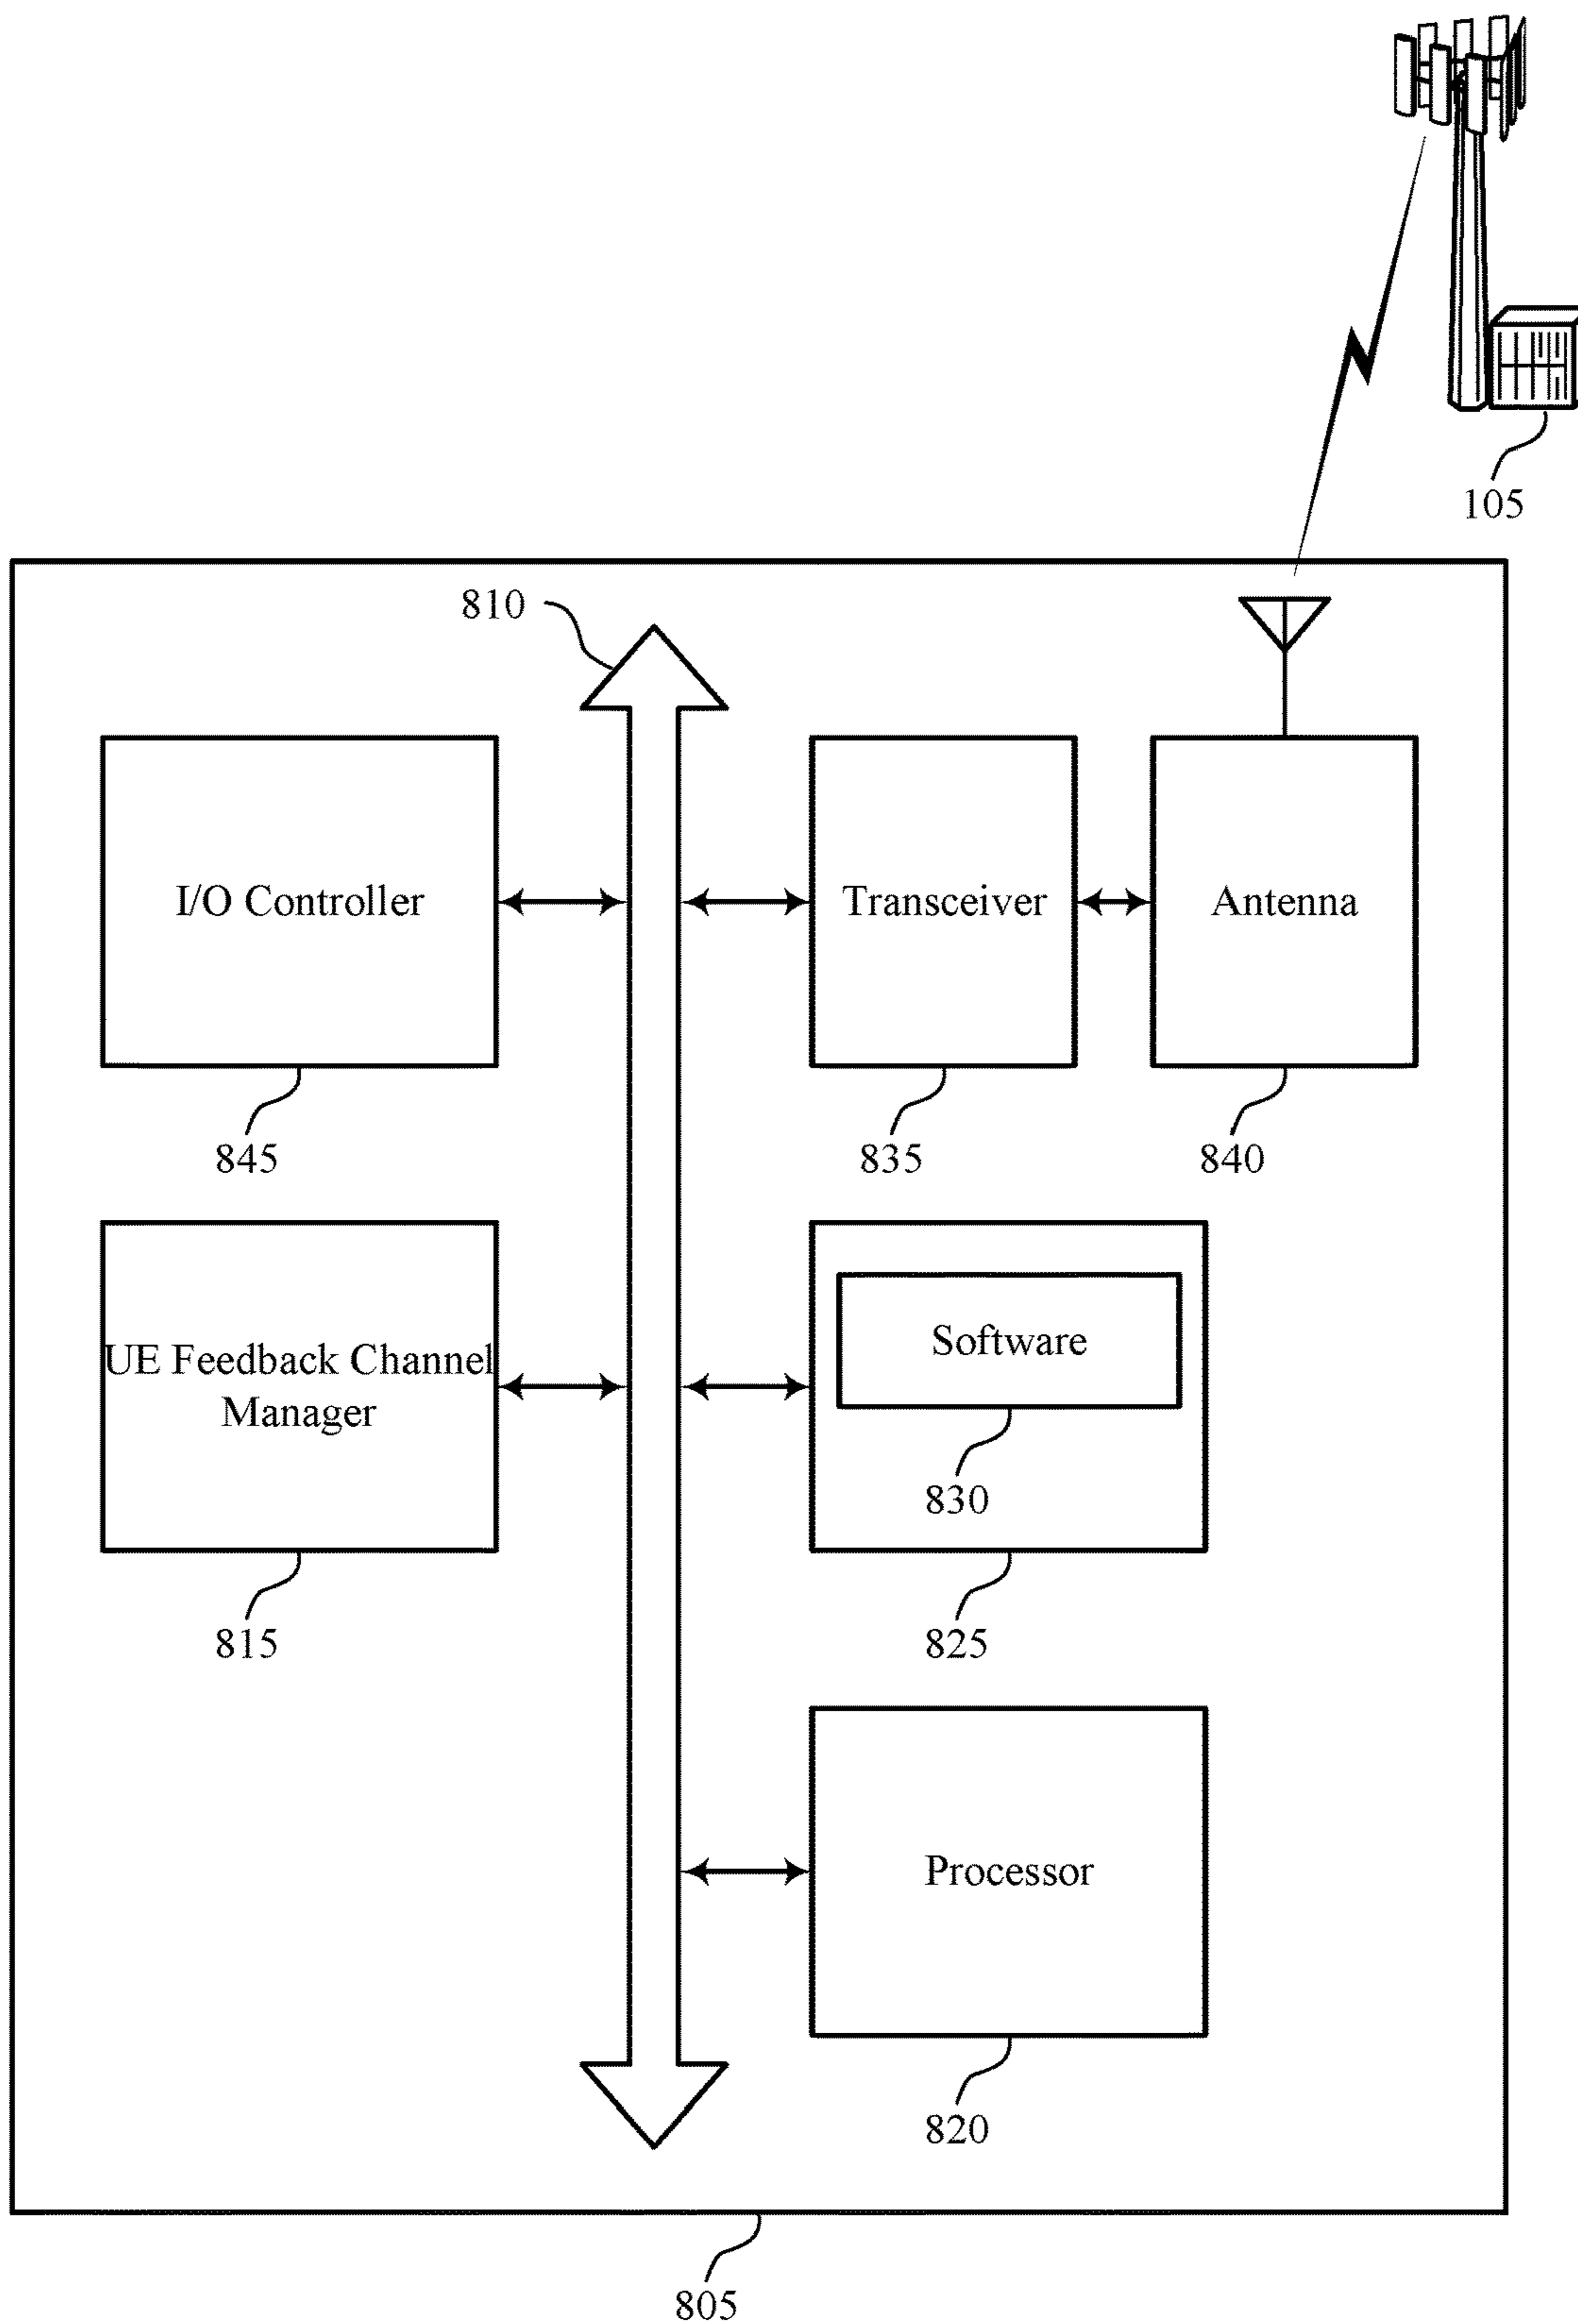 105
810
I/O Controller
Transceiver
Antenna
845
835
840
UE Feedback Channel
Manager
Software
830
815
825
Processor
820
805